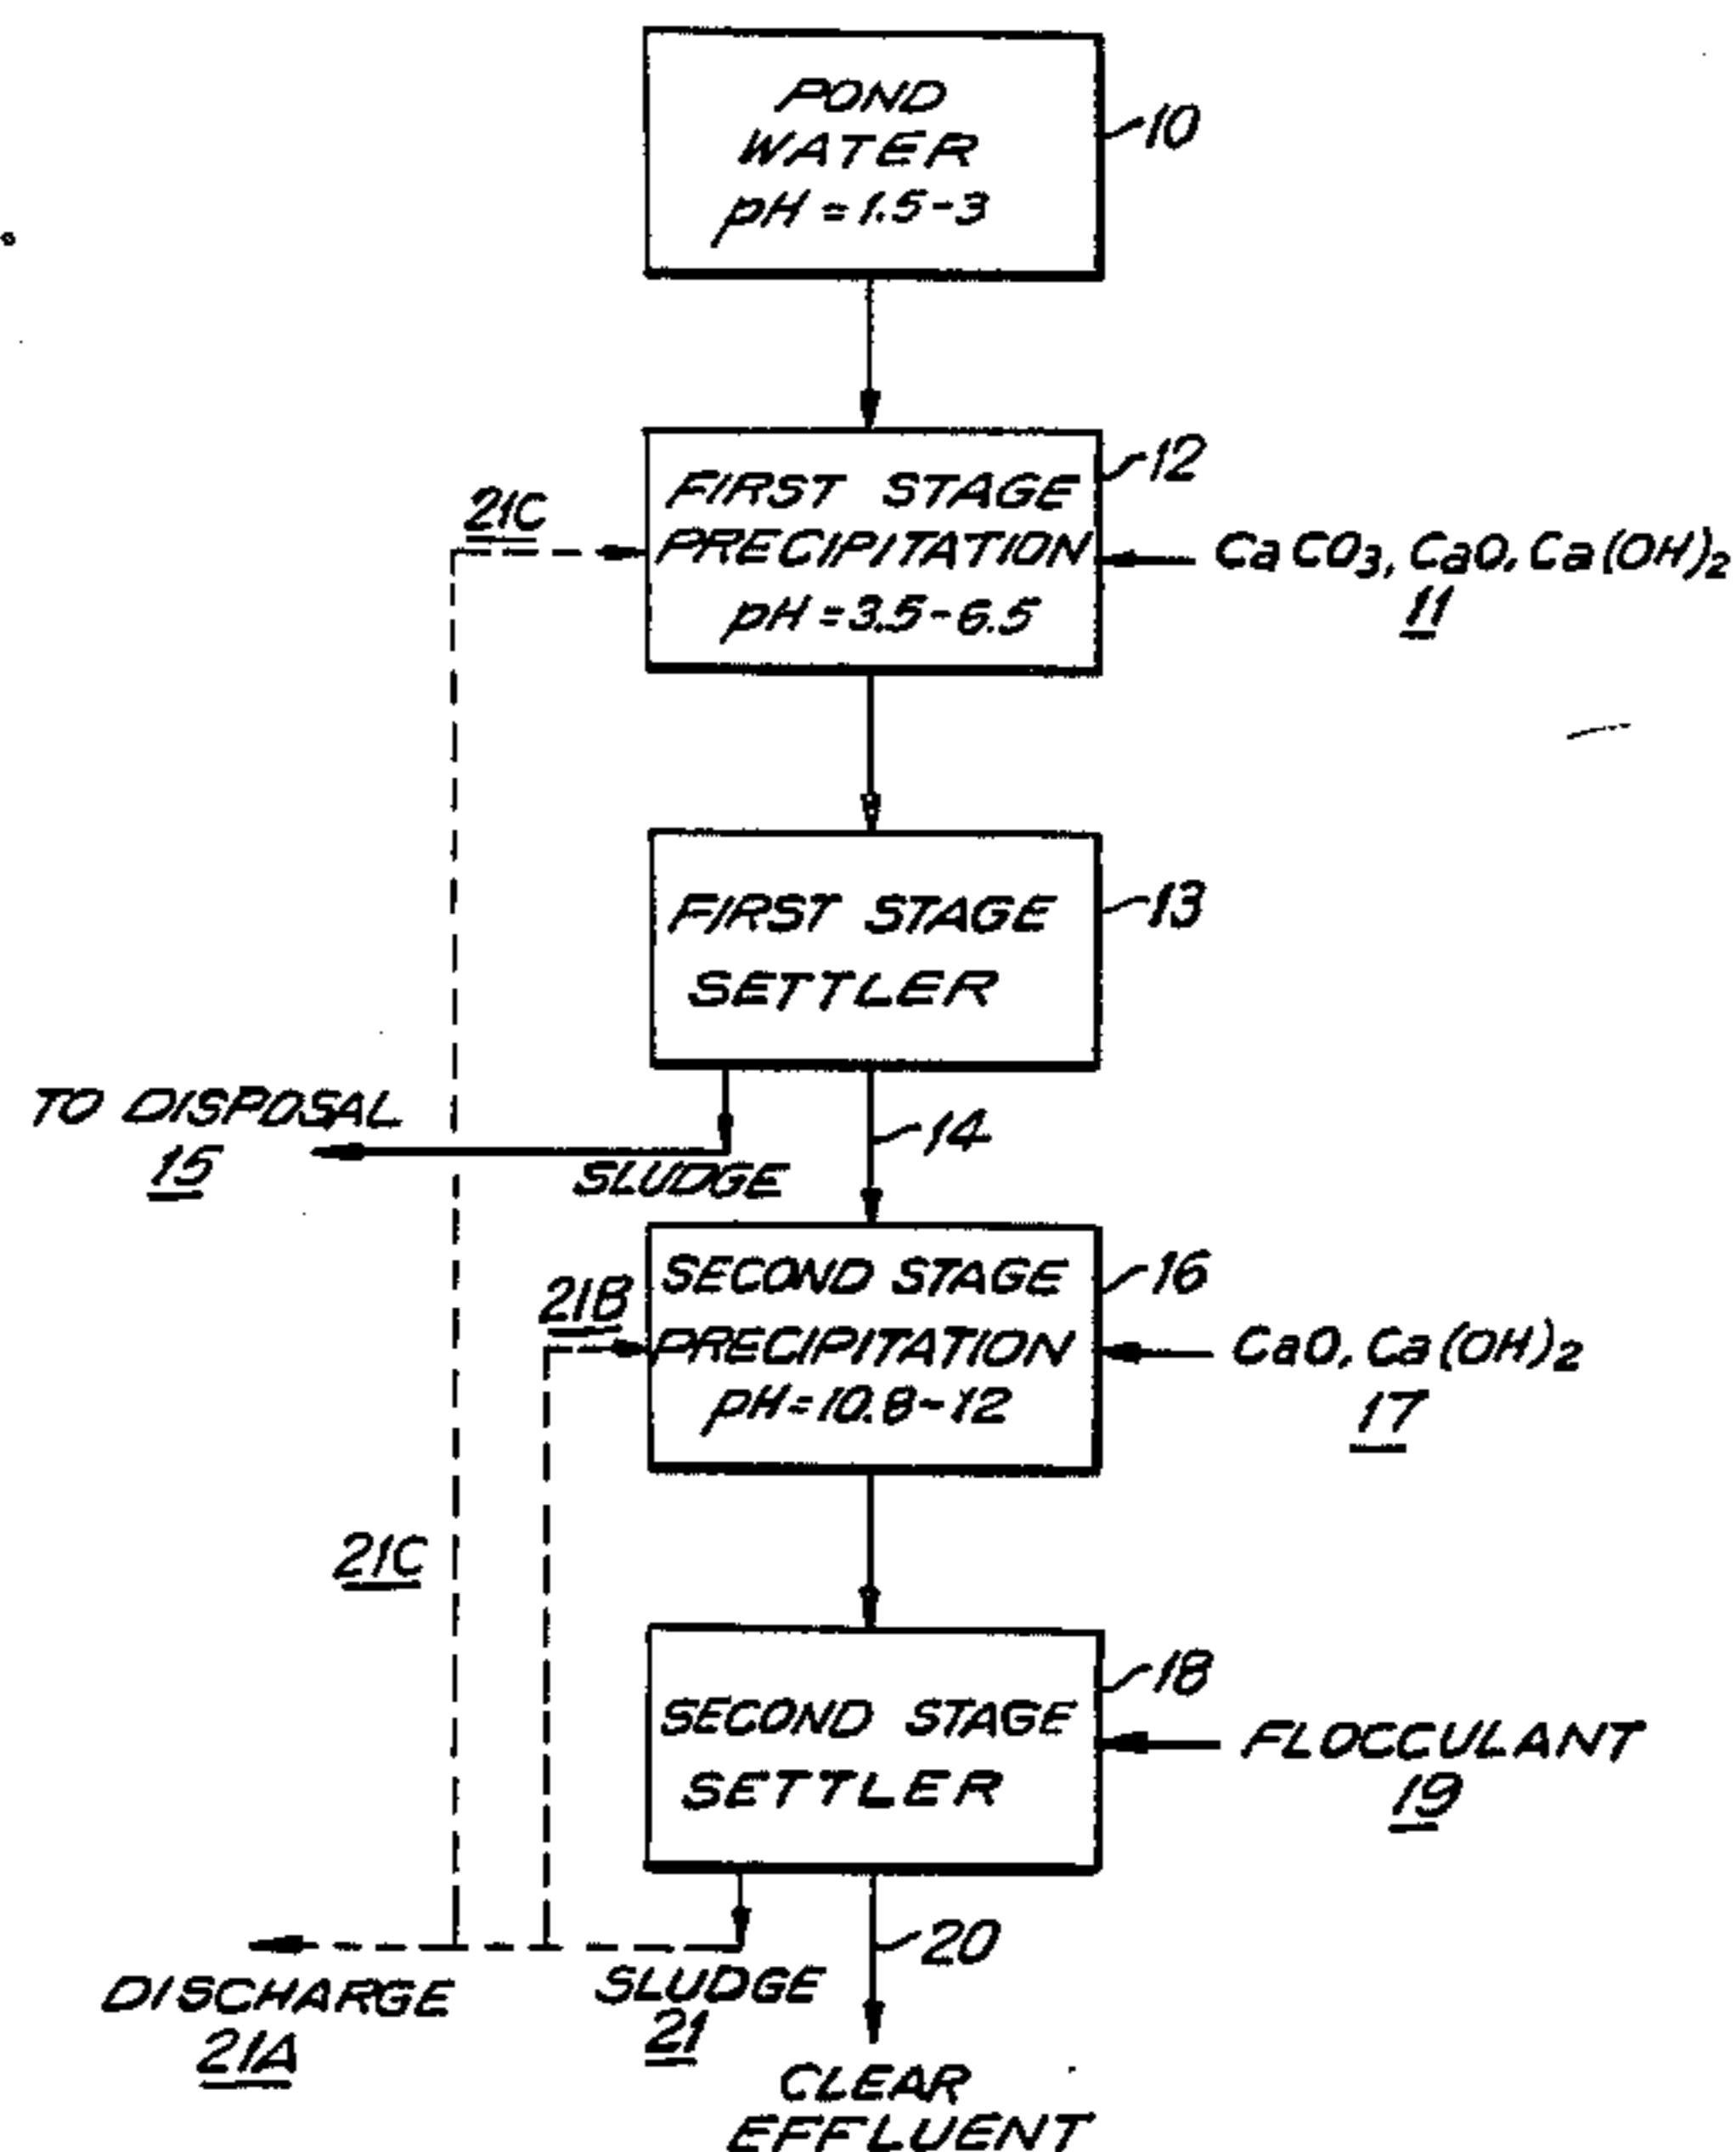 POND
WATER
pH = 1.5-3
10
FIRST STAGE
PRECIPITATION
pH = 3.5-6.5
12
21C
CaCO3, CaO, Ca(OH)2
11
FIRST STAGE
SETTLER
13
TO DISPOSAL
15
SLUDGE
14
SECOND STAGE
PRECIPITATION
pH = 10.8-12
16
21B
CaO, Ca(OH)2
17
21C
SECOND STAGE
SETTLER
18
FLOCCULANT
19
DISCHARGE
21A
SLUDGE
21
20
CLEAR
EFFLUENT